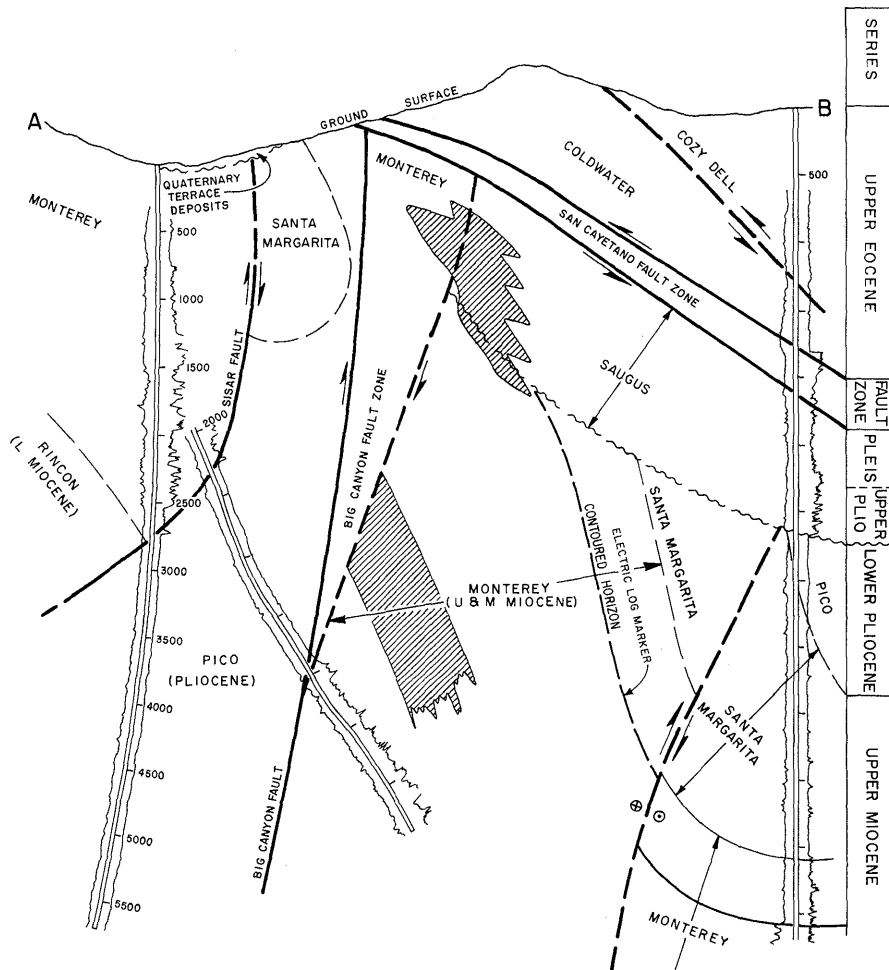 SERIES
A
B
GROUND SURFACE
MONTEREY
QUATERNARY
TERRACE
DEPOSITS
SANTA
MARGARITA
MONTEREY
COLDWATER
COZY DELL
SAN CAYETANO FAULT ZONE
500
UPPER EOCENE
500
1000
1500
2000
2500
3000
3500
4000
4500
5000
5500
SISAR FAULT
2000
RINCON
(L MIOCENE)
BIG CANYON FAULT ZONE
SAUGUS
FAULT
ZONE
PLEIS
UPPER
PLIO
LOWER PLIOCENE
UPPER MIOCENE
SANTA MARGARITA
CONTOURED HORIZON
ELECTRIC LOG MARKER
MONTEREY
(U & M MIOCENE)
PICO
PICO
(PLIOCENE)
SANTA
MARGARITA
BIG CANYON FAULT
MONTEREY